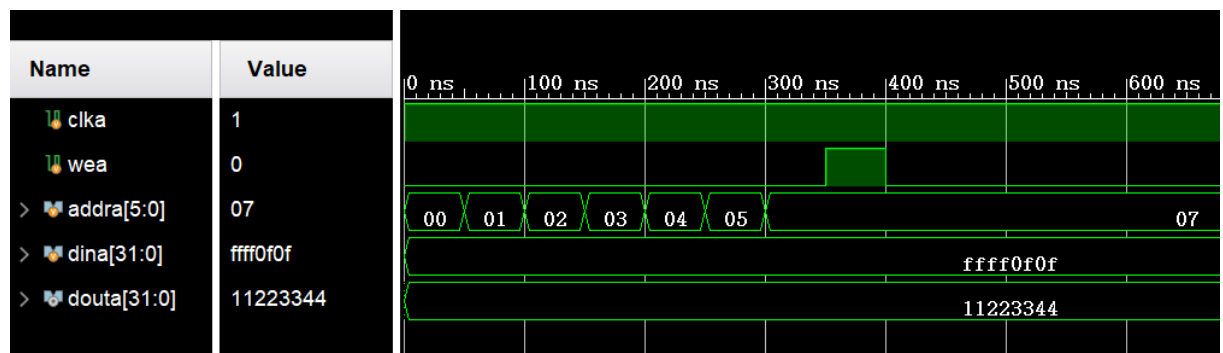 Name Value
0 ns 100 ns 200 ns 300 ns 400 ns 500 ns 600 ns
clka 1
wea 0
addra[5:0] 07 00 01 02 03 04 05 07
dina[31:0] ffff0f0f ffff0f0f
douta[31:0] 11223344 11223344